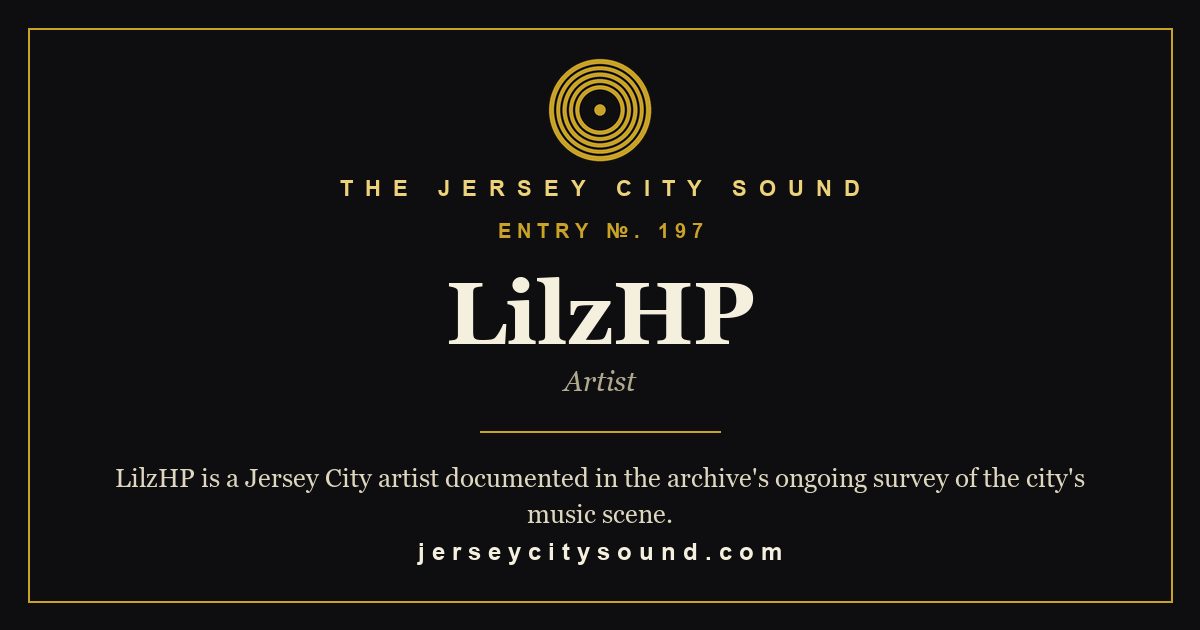 THE JERSEY CITY SOUND
ENTRY №. 197
LilzHP
Artist
LilzHP is a Jersey City artist documented in the archive's ongoing survey of the city's
music scene.
jerseycitysound.com